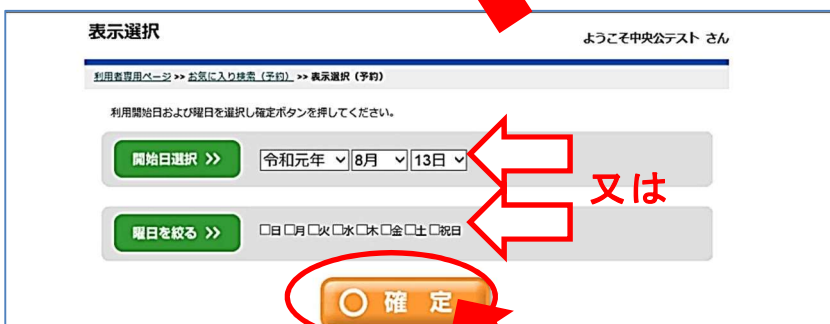 表示選択
ようこそ中央公テスト さん
利用者専用ページ >> お気に入り検索（予約） >> 表示選択（予約）
利用開始日および曜日を選択し確定ボタンを押してください。
開始日選択 >> 令和元年 8月 13日
又は
曜日を絞る >> □日□月□火□水□木□金□土□祝日
○ 確 定